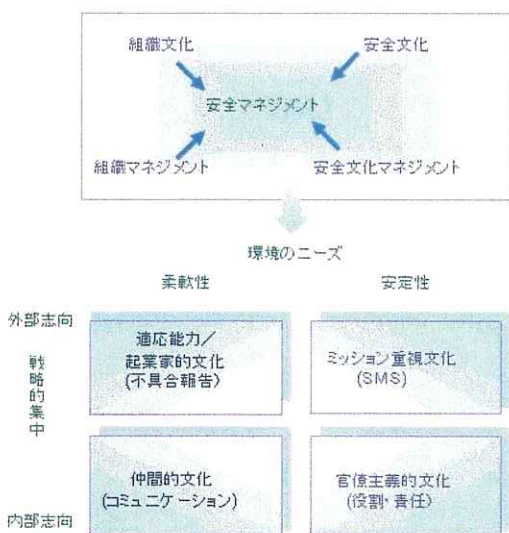 組織文化
安全文化
安全マネジメント
組織マネジメント
安全文化マネジメント
環境のニーズ
柔軟性
安定性
外部志向
戦略的集中
内部志向
適応能力／
起業家的文化
(不具合報告)
ミッション重視文化
(SMS)
仲間的文化
(コミュニケーション)
官僚主義的文化
(役割・責任)